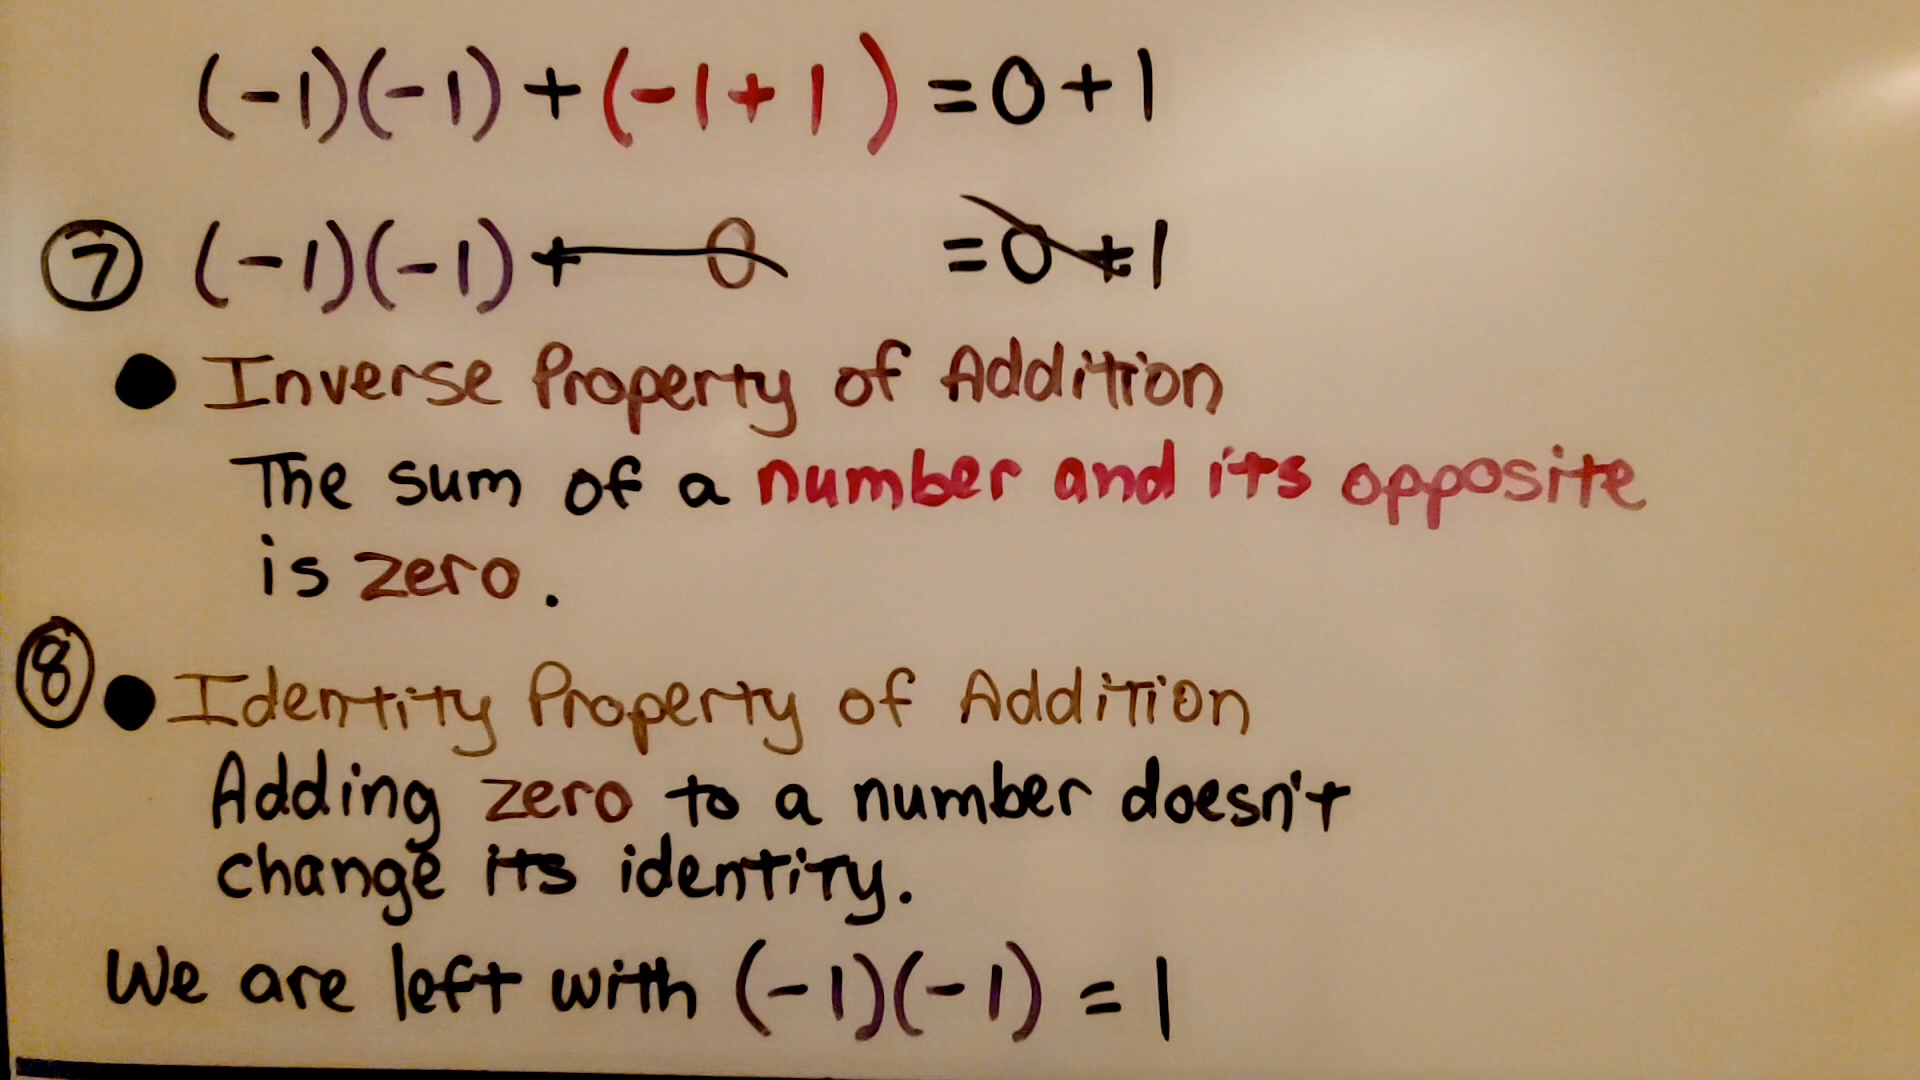 (-1)(-1)+(-1+1)=0+1
⑦ (-1)(-1)+0 =0+1
● Inverse Property of Addition
The sum of a number and its opposite
is zero.
⑧ ● Identity Property of Addition
Adding zero to a number doesn't
change its identity.
We are left with (-1)(-1) = 1